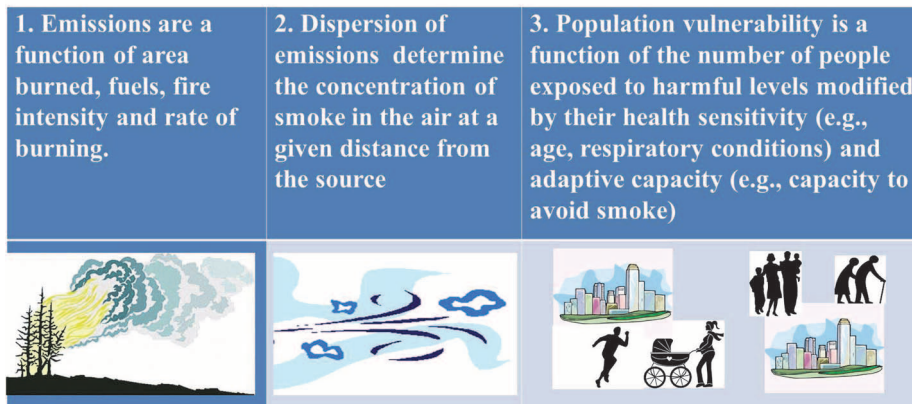 1. Emissions are a
function of area
burned, fuels, fire
intensity and rate of
burning.
2. Dispersion of
emissions determine
the concentration of
smoke in the air at a
given distance from
the source
3. Population vulnerability is a
function of the number of people
exposed to harmful levels modified
by their health sensitivity (e.g.,
age, respiratory conditions) and
adaptive capacity (e.g., capacity to
avoid smoke)